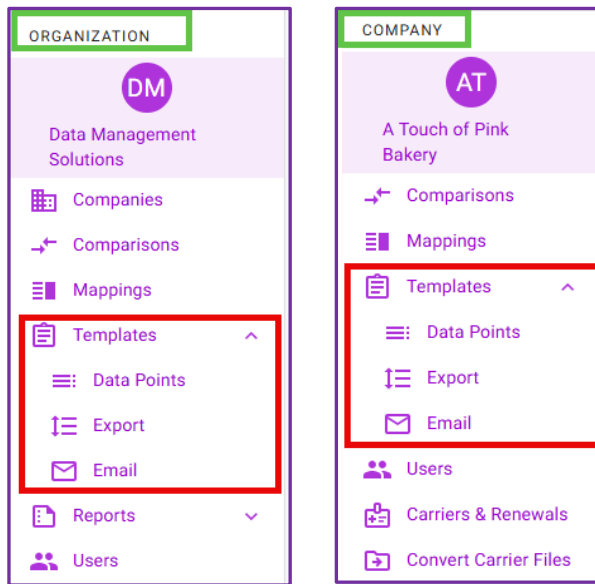 ORGANIZATION
DM
Data Management
Solutions
Companies
Comparisons
Mappings
Templates
Data Points
Export
Email
Reports
Users
COMPANY
AT
A Touch of Pink
Bakery
Comparisons
Mappings
Templates
Data Points
Export
Email
Users
Carriers & Renewals
Convert Carrier Files